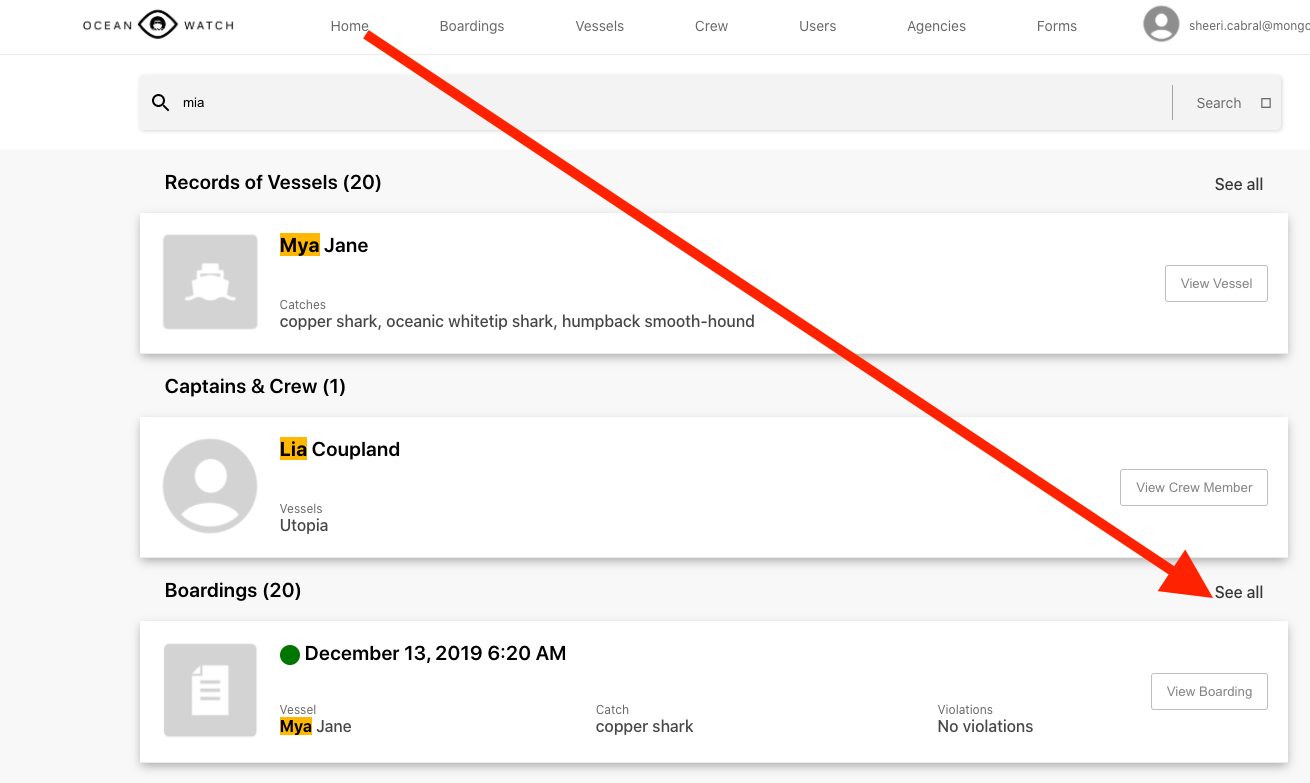 OCEAN WATCH Home Boardings Vessels Crew Users Agencies Forms sheeri.cabral@mongo
mia Search
Records of Vessels (20) See all
Mya Jane
View Vessel
Catches
copper shark, oceanic whitetip shark, humpback smooth-hound
Captains & Crew (1)
Lia Coupland
View Crew Member
Vessels
Utopia
Boardings (20) See all
December 13, 2019 6:20 AM
View Boarding
Vessel Catch Violations
Mya Jane copper shark No violations